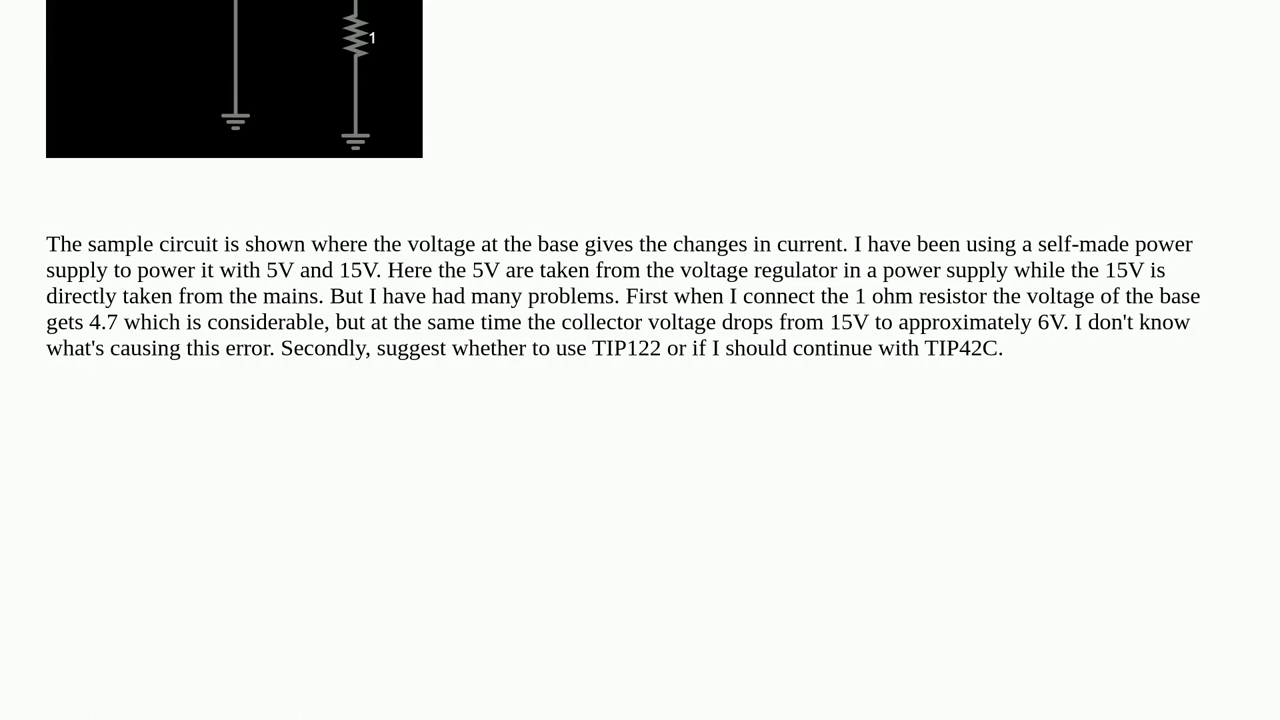 1
The sample circuit is shown where the voltage at the base gives the changes in current. I have been using a self-made power
supply to power it with 5V and 15V. Here the 5V are taken from the voltage regulator in a power supply while the 15V is
directly taken from the mains. But I have had many problems. First when I connect the 1 ohm resistor the voltage of the base
gets 4.7 which is considerable, but at the same time the collector voltage drops from 15V to approximately 6V. I don't know
what's causing this error. Secondly, suggest whether to use TIP122 or if I should continue with TIP42C.